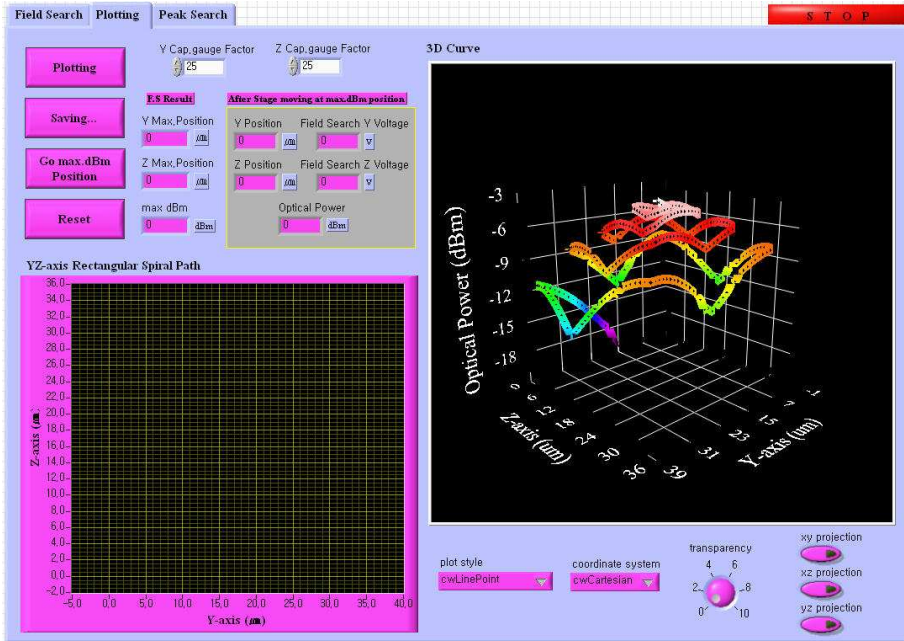 Field Search Plotting Peak Search
S T O P
Plotting
Saving...
Go max.dBm
Position
Reset
Y Cap,gauge Factor Z Cap,gauge Factor
25 25
F.S Result
Y Max,Position
0 μm
Z Max,Position
0 μm
max dBm
0 dBm
After Stage moving at max.dBm position
Y Position Field Search Y Voltage
0 μm 0 v
Z Position Field Search Z Voltage
0 μm 0 v
Optical Power
0 dBm
YZ-axis Rectangular Spiral Path
36,0
34,0
32,0
30,0
28,0
26,0
24,0
22,0
20,0
18,0
16,0
14,0
12,0
10,0
8,0
6,0
4,0
2,0
0,0
-2,0
Z-axis (μm)
-5,0 0,0 5,0 10,0 15,0 20,0 25,0 30,0 35,0 40,0
Y-axis (μm)
3D Curve
-3
-6
-9
-12
-15
-18
Optical Power (dBm)
0 6 12 18 24 30 36
Z-axis (um)
39 31 23 15 7 -1
Y-axis (um)
plot style
cwLinePoint
coordinate system
cwCartesian
transparency
0 2 4 6 8 10
xy projection
xz projection
yz projection